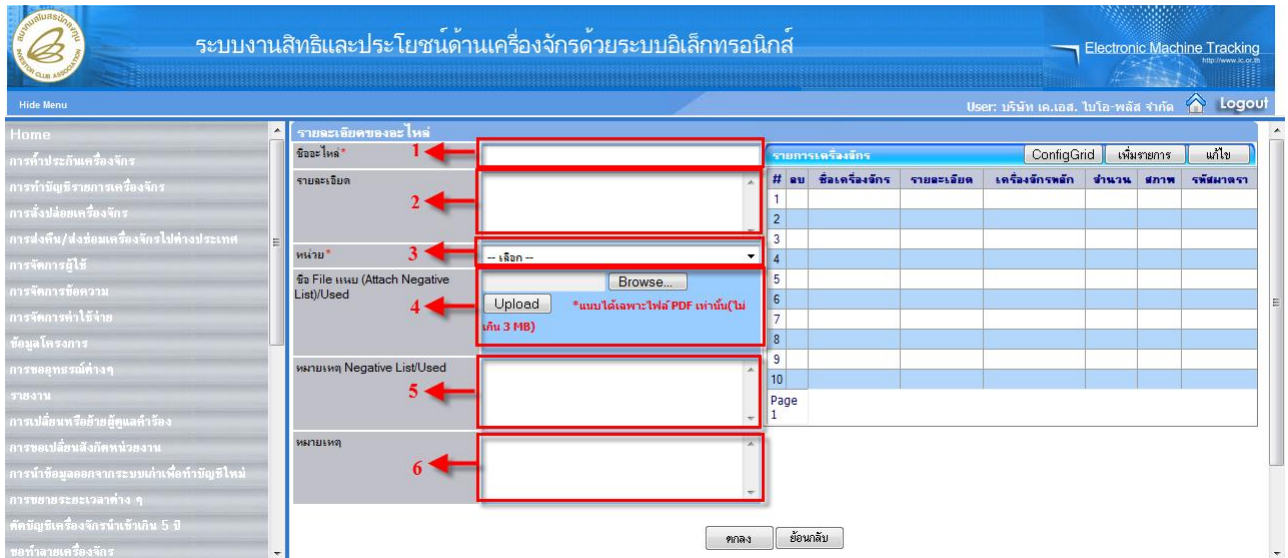 สมาคมสโมสรนักลงทุน
INVESTOR CLUB ASSOCIATION
ระบบงานสิทธิและประโยชน์ด้านเครื่องจักรด้วยระบบอิเล็กทรอนิกส์
Electronic Machine Tracking
http://www.ic.or.th
Hide Menu
User: บริษัท เค.เอส. ไบโอ-พลัส จำกัด
Logout
Home
การค้ำประกันเครื่องจักร
การทำบัญชีรายการเครื่องจักร
การสั่งปล่อยเครื่องจักร
การส่งคืน/ส่งซ่อมเครื่องจักรไปต่างประเทศ
การจัดการผู้ใช้
การจัดการข้อความ
การจัดการค่าใช้จ่าย
ข้อมูลโครงการ
การขออุทธรณ์ต่างๆ
รายงาน
การเปลี่ยนหรือย้ายผู้ดูแลคำร้อง
การขอเปลี่ยนสังกัดหน่วยงาน
การนำข้อมูลออกจากระบบเก่าเพื่อทำบัญชีใหม่
การขยายระยะเวลาต่าง ๆ
ตัดบัญชีเครื่องจักรนำเข้าเกิน 5 ปี
ขอทำลายเครื่องจักร
รายละเอียดของอะไหล่
ชื่ออะไหล่*
1
รายละเอียด
2
หน่วย*
3
-- เลือก --
ชื่อ File แนบ (Attach Negative List)/Used
4
Browse...
Upload
*แนบได้เฉพาะไฟล์ PDF เท่านั้น(ไม่
เกิน 3 MB)
หมายเหตุ Negative List/Used
5
หมายเหตุ
6
รายการเครื่องจักร
ConfigGrid
เพิ่มรายการ
แก้ไข
# ลบ ชื่อเครื่องจักร รายละเอียด เครื่องจักรหลัก จำนวน สภาพ รหัสมาตรา
1
2
3
4
5
6
7
8
9
10
Page
1
ตกลง
ย้อนกลับ